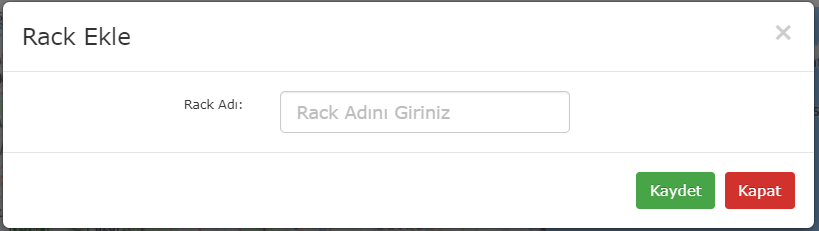 Rack Ekle
×
Rack Adı:
Rack Adını Giriniz
Kaydet
Kapat